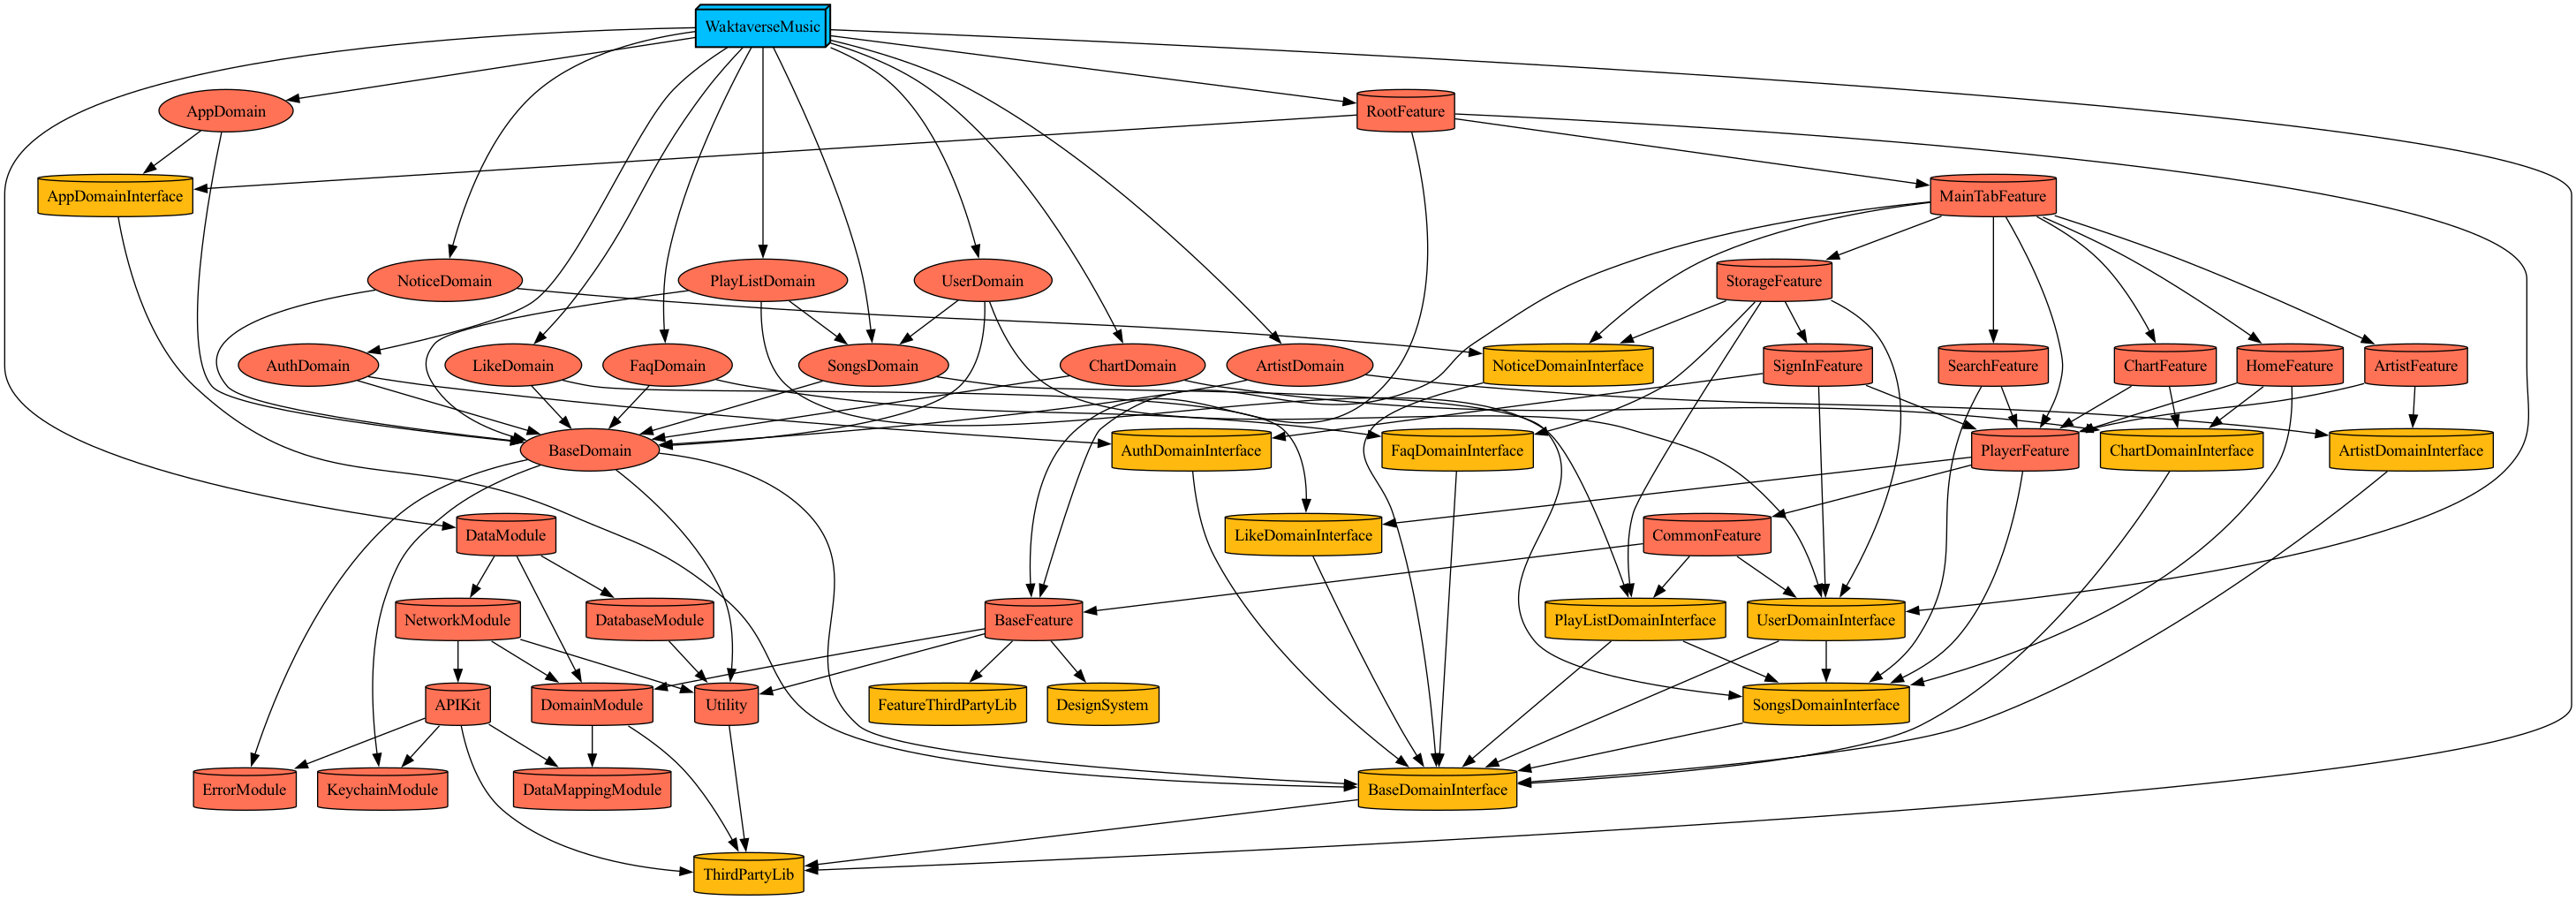 WaktaverseMusic
AppDomain
RootFeature
AppDomainInterface
MainTabFeature
NoticeDomain
PlayListDomain
UserDomain
StorageFeature
AuthDomain
LikeDomain
FaqDomain
SongsDomain
ChartDomain
ArtistDomain
NoticeDomainInterface
SignInFeature
SearchFeature
ChartFeature
HomeFeature
ArtistFeature
BaseDomain
AuthDomainInterface
FaqDomainInterface
PlayerFeature
ChartDomainInterface
ArtistDomainInterface
DataModule
LikeDomainInterface
CommonFeature
NetworkModule
DatabaseModule
BaseFeature
PlayListDomainInterface
UserDomainInterface
APIKit
DomainModule
Utility
FeatureThirdPartyLib
DesignSystem
SongsDomainInterface
ErrorModule
KeychainModule
DataMappingModule
BaseDomainInterface
ThirdPartyLib